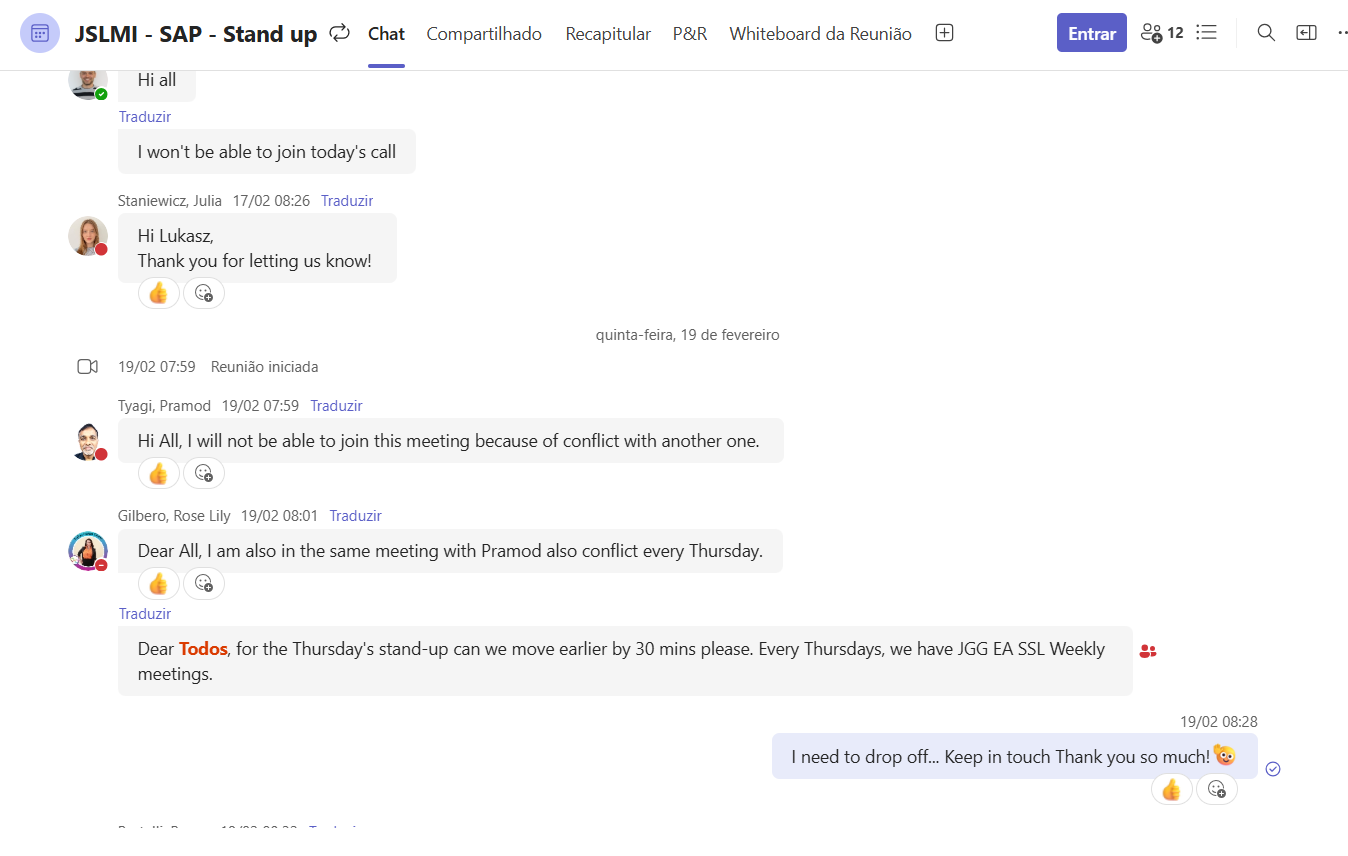 JSLMI - SAP - Stand up Chat Compartilhado Recapitular P&R Whiteboard da Reunião Entrar 12
Hi all
Traduzir
I won't be able to join today's call
Staniewicz, Julia 17/02 08:26 Traduzir
Hi Lukasz,
Thank you for letting us know!
quinta-feira, 19 de fevereiro
19/02 07:59 Reunião iniciada
Tyagi, Pramod 19/02 07:59 Traduzir
Hi All, I will not be able to join this meeting because of conflict with another one.
Gilbero, Rose Lily 19/02 08:01 Traduzir
Dear All, I am also in the same meeting with Pramod also conflict every Thursday.
Traduzir
Dear Todos, for the Thursday's stand-up can we move earlier by 30 mins please. Every Thursdays, we have JGG EA SSL Weekly
meetings.
19/02 08:28
I need to drop off... Keep in touch Thank you so much!